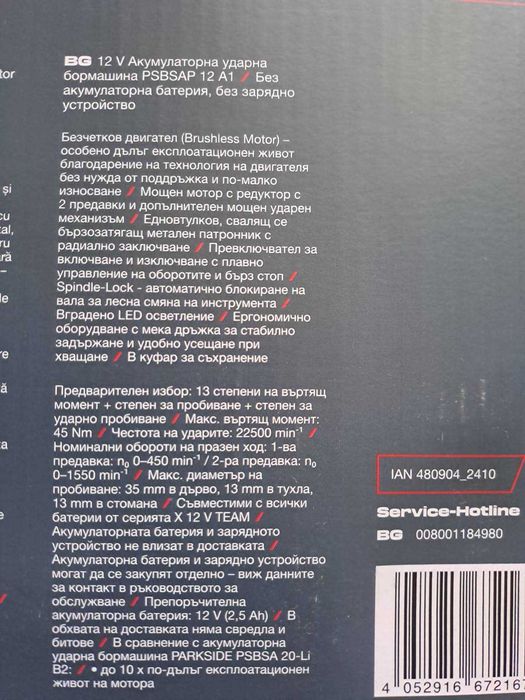 BG 12 V Акумулаторна ударна
бормашина PSBSAP 12 A1 / Без
акумулаторна батерия, без зарядно
устройство
Безчетков двигател (Brushless Motor) –
особено дълъг експлоатационен живот
благодарение на технология на двигателя
без нужда от поддръжка и по-малко
износване / Мощен мотор с редуктор с
2 предавки и допълнителен мощен ударен
механизъм / Едновтулков, свалящ се
бързозатягащ метален патронник с
радиално заключване / Превключвател за
включване и изключване с плавно
управление на оборотите и бърз стоп /
Spindle-Lock - автоматично блокиране на
вала за лесна смяна на инструмента /
Вградено LED осветление / Ергономично
оборудване с мека дръжка за стабилно
задържане и удобно усещане при
хващане / В куфар за съхранение
Предварителен избор: 13 степени на въртящ
момент + степен за пробиване + степен за
ударно пробиване / Макс. въртящ момент:
45 Nm / Честота на ударите: 22500 min⁻¹ /
Номинални обороти на празен ход: 1-ва
предавка: n₀ 0–450 min⁻¹ / 2-ра предавка: n₀
0–1550 min⁻¹ / Макс. диаметър на
пробиване: 35 mm в дърво, 13 mm в тухла,
13 mm в стомана / Съвместими с всички
батерии от серията X 12 V TEAM /
Акумулаторната батерия и зарядното
устройство не влизат в доставката /
Акумулаторна батерия и зарядно устройство
могат да се закупят отделно – виж данните
за контакт в ръководството за
обслужване / Препоръчителна
акумулаторна батерия: 12 V (2,5 Ah) / В
обхвата на доставката няма свредла и
битове / В сравнение с акумулаторна
ударна бормашина PARKSIDE PSBSA 20-Li
B2: / • до 10 x по-дълъг експлоатационен
живот на мотора
IAN 480904_2410
Service-Hotline
BG 008001184980
4 052916 67216